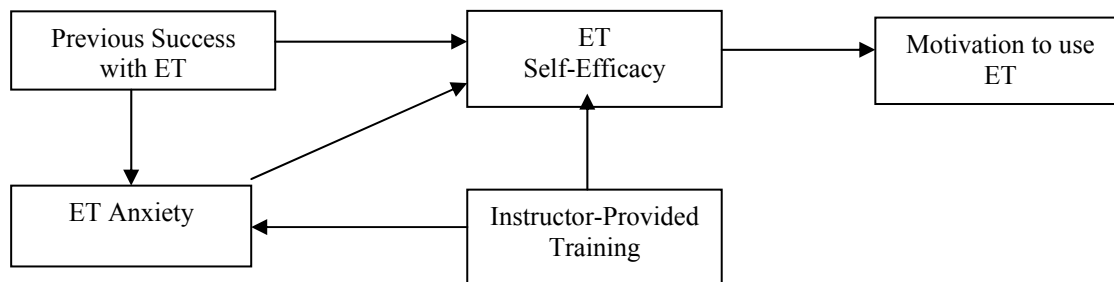 Previous Success
with ET
ET
Self-Efficacy
Motivation to use
ET
ET Anxiety
Instructor-Provided
Training